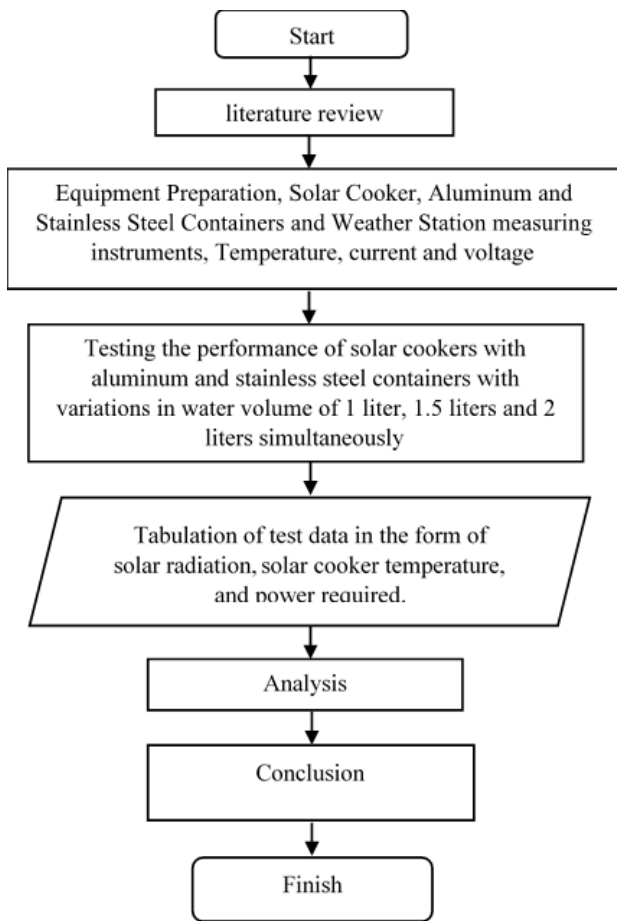 Start
literature review
Equipment Preparation, Solar Cooker, Aluminum and
Stainless Steel Containers and Weather Station measuring
instruments, Temperature, current and voltage
Testing the performance of solar cookers with
aluminum and stainless steel containers with
variations in water volume of 1 liter, 1.5 liters and 2
liters simultaneously
Tabulation of test data in the form of
solar radiation, solar cooker temperature,
and power required.
Analysis
Conclusion
Finish